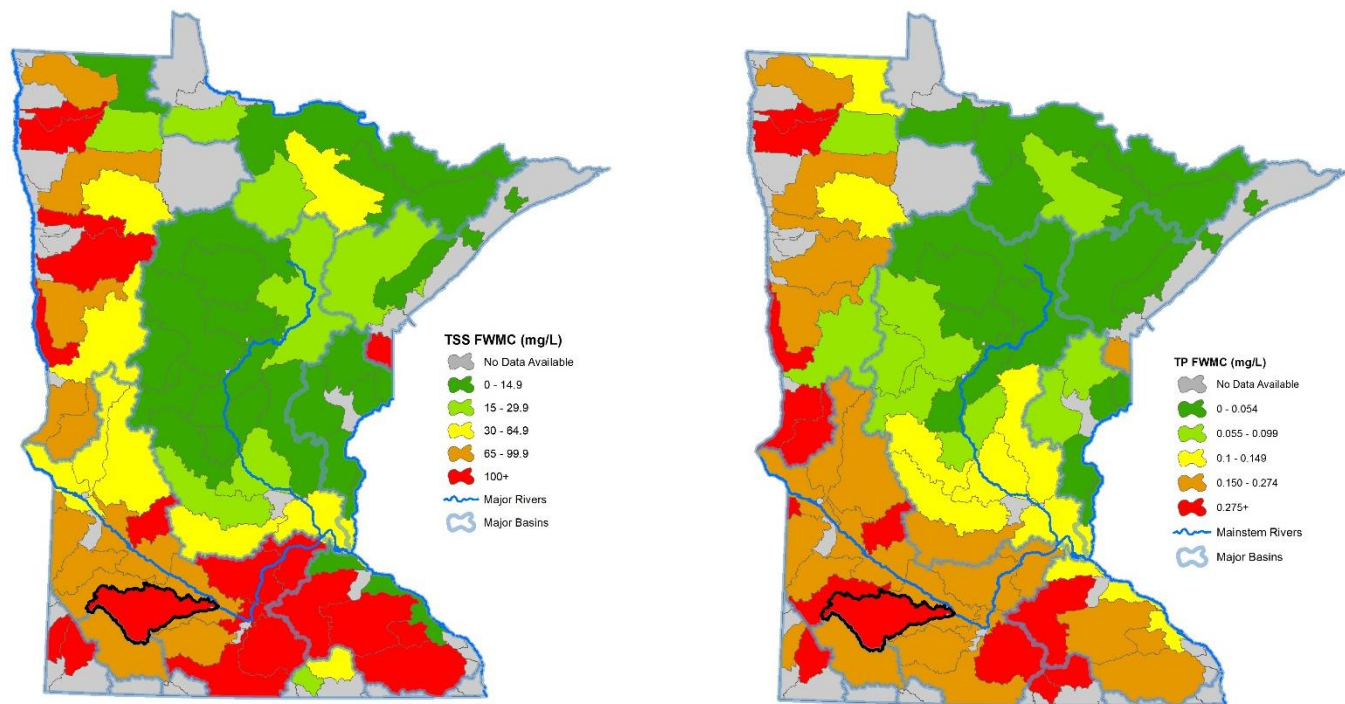 TSS FWMC (mg/L)
No Data Available
0 - 14.9
15 - 29.9
30 - 64.9
65 - 99.9
100+
Major Rivers
Major Basins
TP FWMC (mg/L)
No Data Available
0 - 0.054
0.055 - 0.099
0.1 - 0.149
0.150 - 0.274
0.275+
Mainstem Rivers
Major Basins